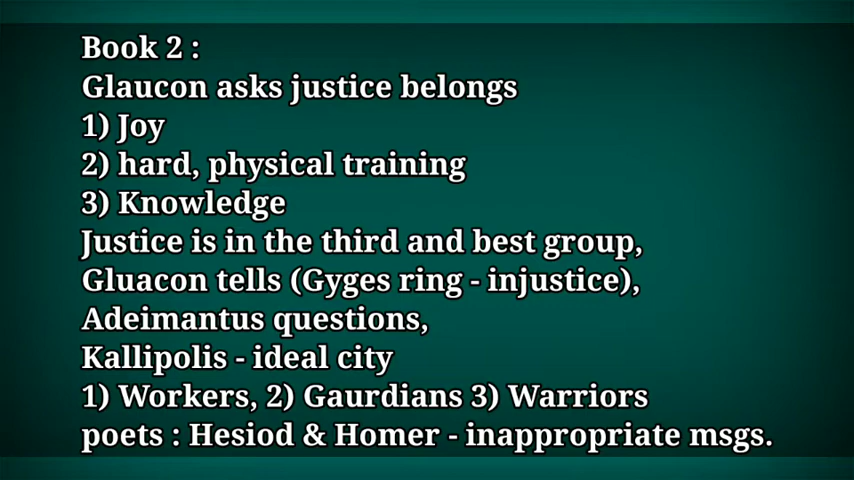 Book 2 :
Glaucon asks justice belongs
1) Joy
2) hard, physical training
3) Knowledge
Justice is in the third and best group,
Gluacon tells (Gyges ring - injustice),
Adeimantus questions,
Kallipolis - ideal city
1) Workers, 2) Gaurdians 3) Warriors
poets : Hesiod & Homer - inappropriate msgs.